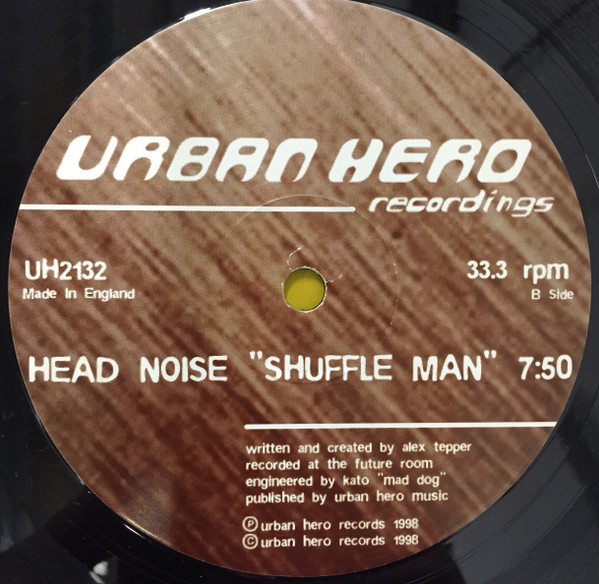 URBAN HERO
recordings
UH2132
33.3 rpm
Made In England
B Side
HEAD NOISE "SHUFFLE MAN" 7:50
written and created by alex tepper
recorded at the future room
engineered by kato "mad dog"
published by urban hero music
℗ urban hero records 1998
© urban hero records 1998